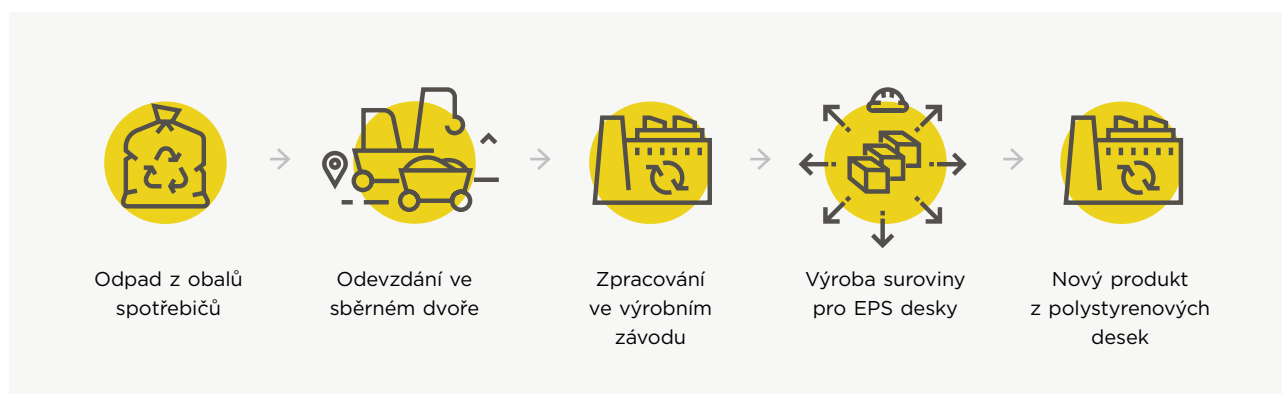 Odpad z obalů
spotřebičů
Odevzdání ve
sběrném dvoře
Zpracování
ve výrobním
závodu
Výroba suroviny
pro EPS desky
Nový produkt
z polystyrenových
desek